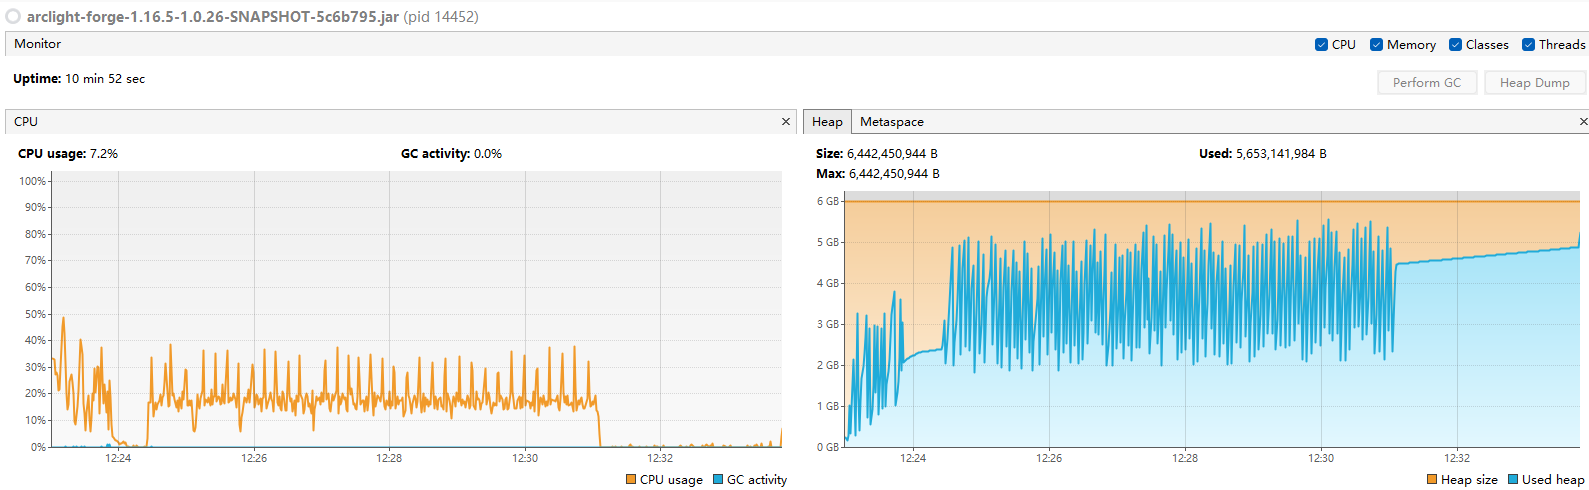 arclight-forge-1.16.5-1.0.26-SNAPSHOT-5c6b795.jar (pid 14452)
Monitor
CPU Memory Classes Threads
Uptime: 10 min 52 sec
Perform GC Heap Dump
CPU ×
CPU usage: 7.2% GC activity: 0.0%
100%
90%
80%
70%
60%
50%
40%
30%
20%
10%
0%
12:24 12:26 12:28 12:30 12:32
CPU usage GC activity
Heap Metaspace ×
Size: 6,442,450,944 B Used: 5,653,141,984 B
Max: 6,442,450,944 B
6 GB
5 GB
4 GB
3 GB
2 GB
1 GB
0 GB
12:24 12:26 12:28 12:30 12:32
Heap size Used heap